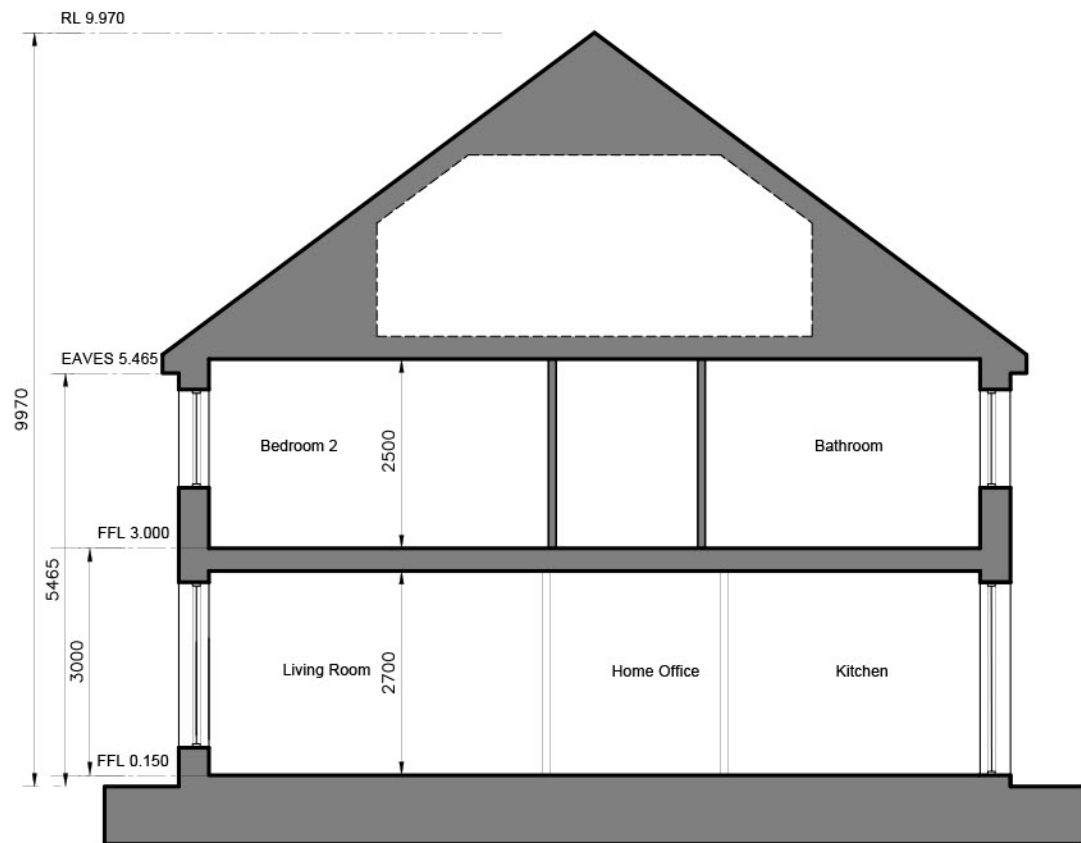 RL 9.970
EAVES 5.465
9970
Bedroom 2
2500
Bathroom
FFL 3.000
5465
3000
Living Room
2700
Home Office
Kitchen
FFL 0.150